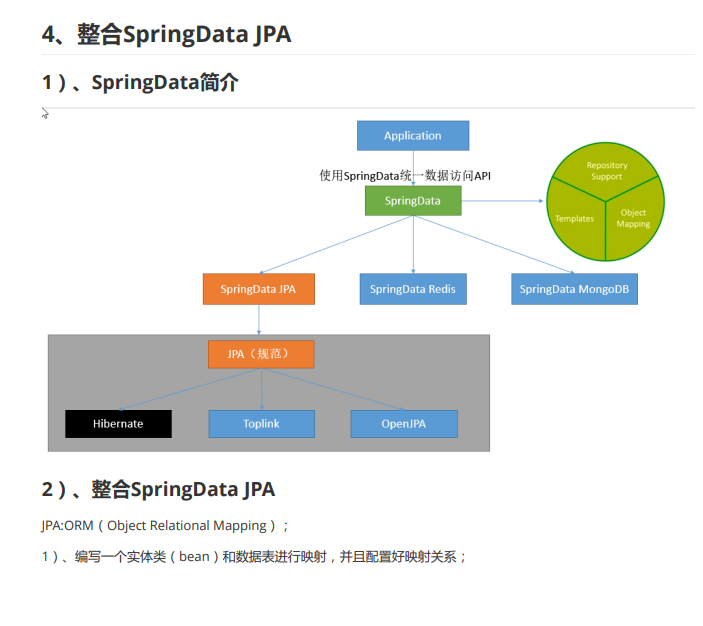 4、整合SpringData JPA
1）、SpringData简介
Application
使用SpringData统一数据访问API
SpringData
Repository
Support
Templates
Object
Mapping
SpringData JPA
SpringData Redis
SpringData MongoDB
JPA（规范）
Hibernate
Toplink
OpenJPA
2）、整合SpringData JPA
JPA:ORM（Object Relational Mapping）；
1）、编写一个实体类（bean）和数据表进行映射，并且配置好映射关系；